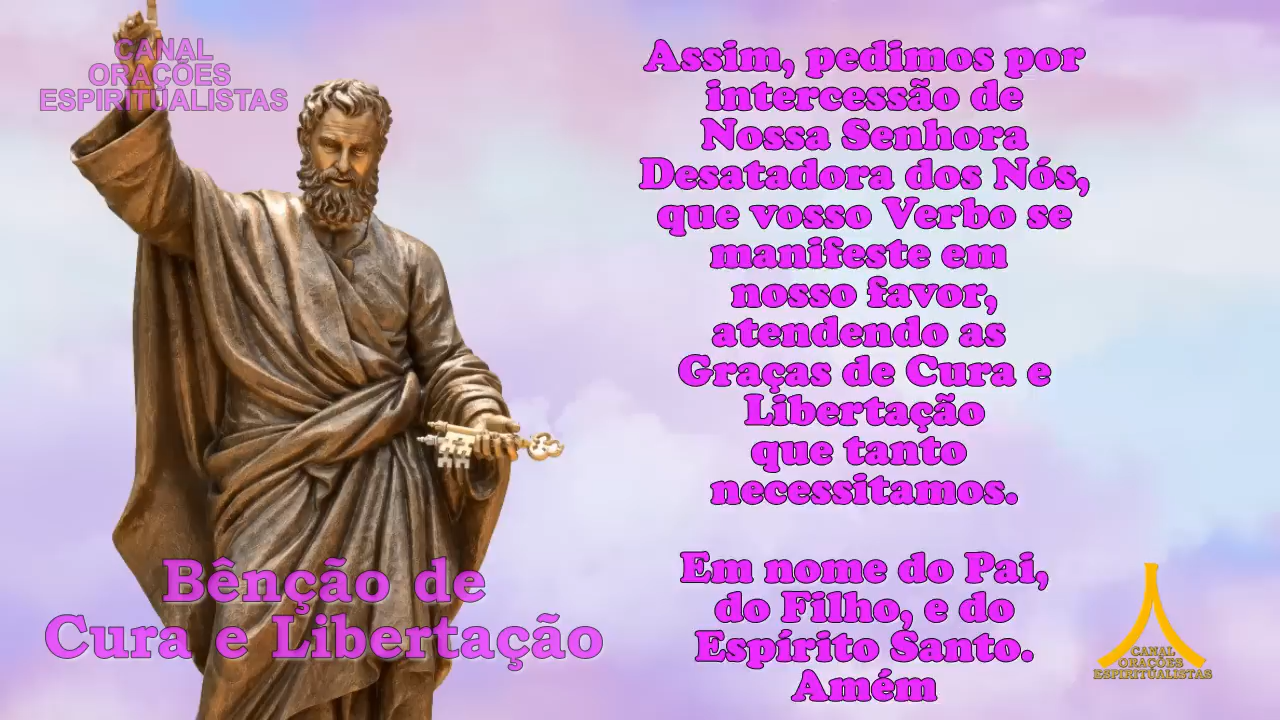 CANAL
ORAÇÕES
ESPIRITUALISTAS
Assim, pedimos por
intercessão de
Nossa Senhora
Desatadora dos Nós,
que vosso Verbo se
manifeste em
nosso favor,
atendendo as
Graças de Cura e
Libertação
que tanto
necessitamos.
Em nome do Pai,
do Filho, e do
Espírito Santo.
Amém
Bênção de
Cura e Libertação
CANAL
ORAÇÕES
ESPIRITUALISTAS